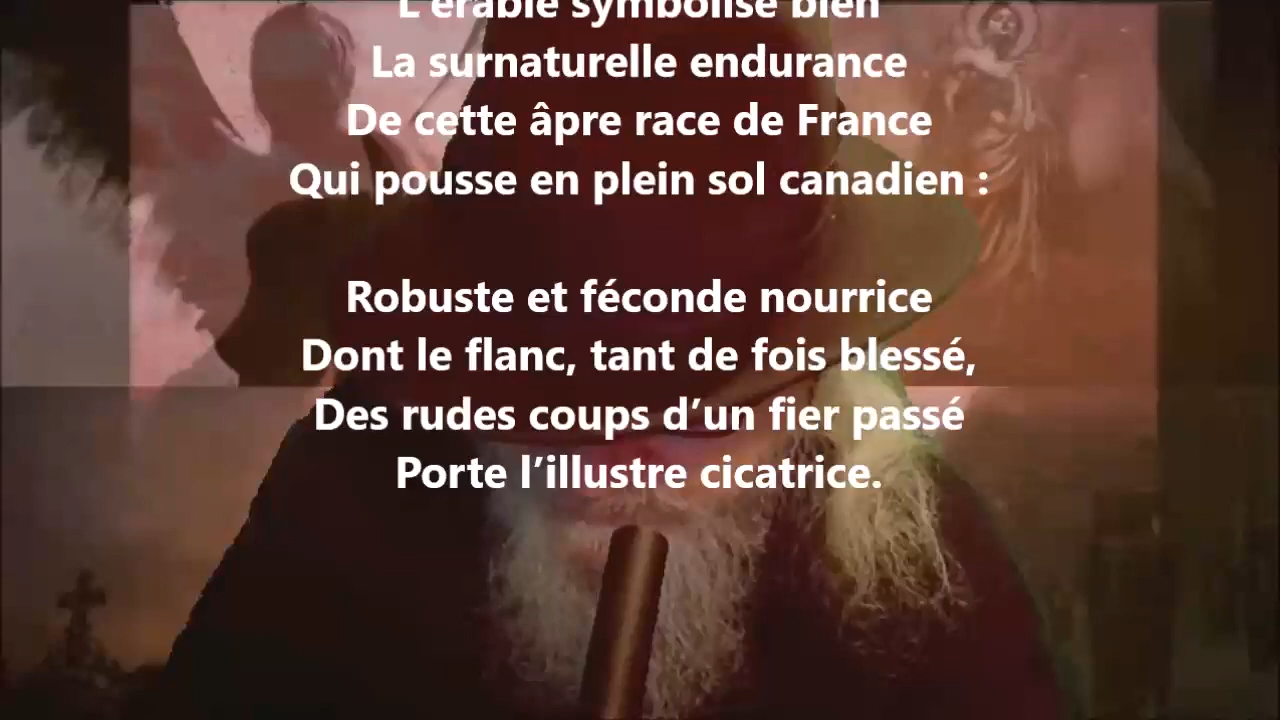 L'érable symbolise bien
La surnaturelle endurance
De cette âpre race de France
Qui pousse en plein sol canadien :
Robuste et féconde nourrice
Dont le flanc, tant de fois blessé,
Des rudes coups d’un fier passé
Porte l’illustre cicatrice.